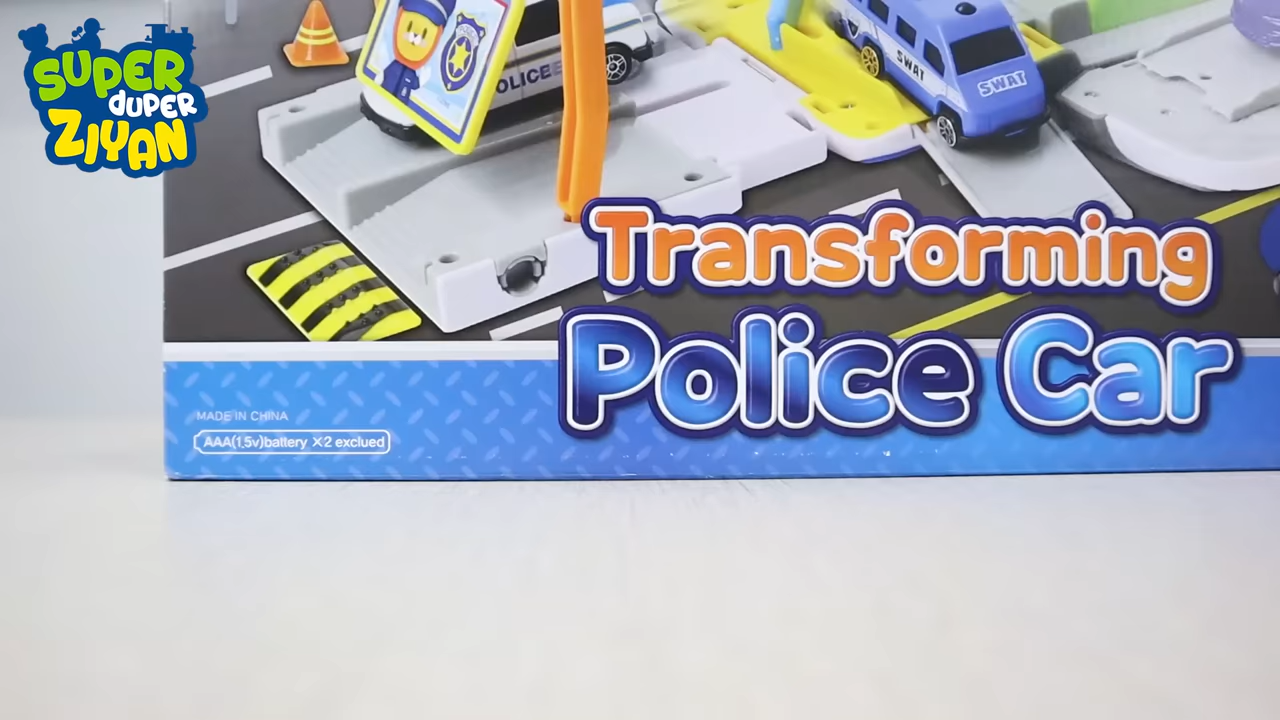 SUPER
DUPER
ZIYAN
POLICE
SWAT
SWAT
Transforming
Police Car
MADE IN CHINA
AAA(1.5v)battery ×2 exclued